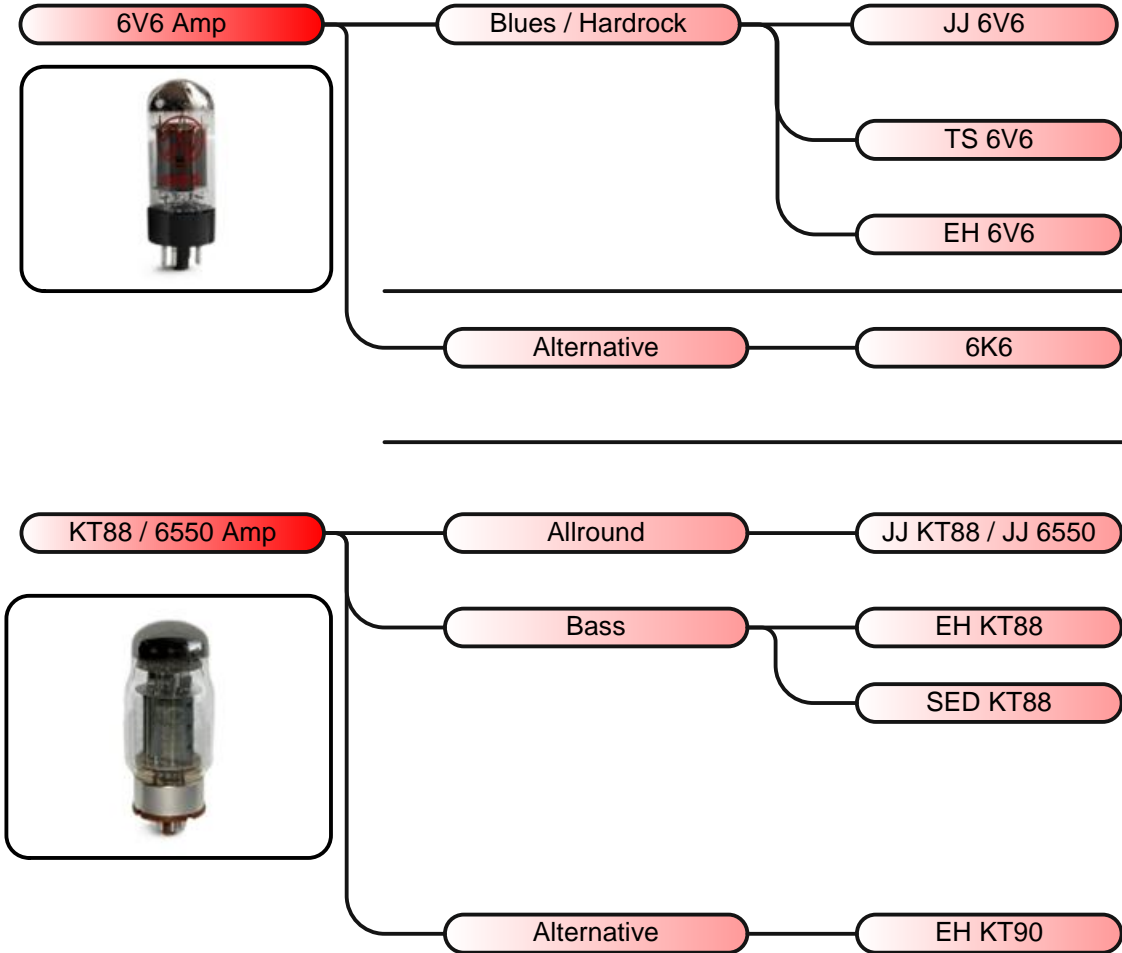 6V6 Amp
Blues / Hardrock
JJ 6V6
TS 6V6
EH 6V6
Alternative
6K6
KT88 / 6550 Amp
Allround
JJ KT88 / JJ 6550
Bass
EH KT88
SED KT88
Alternative
EH KT90